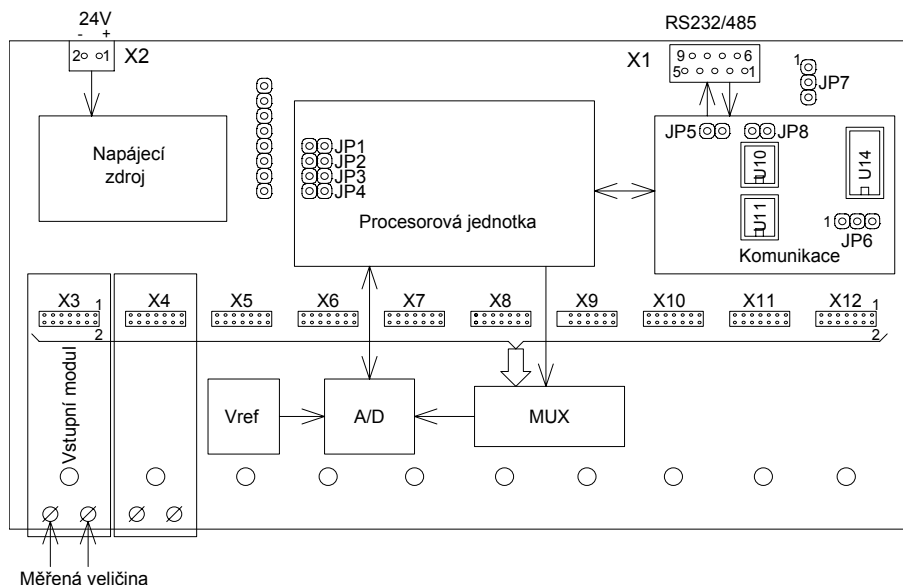 24V
- +
2 1 X2
RS232/485
X1
9 6
5 1
1
JP7
Napájecí
zdroj
JP1
JP2
JP3
JP4
Procesorová jednotka
JP5
JP8
U10
U14
U11
1
JP6
Komunikace
X3 X4 X5 X6 X7 X8 X9 X10 X11 X12
1 1
2 2
Vstupní modul
Vref
A/D
MUX
Měřená veličina